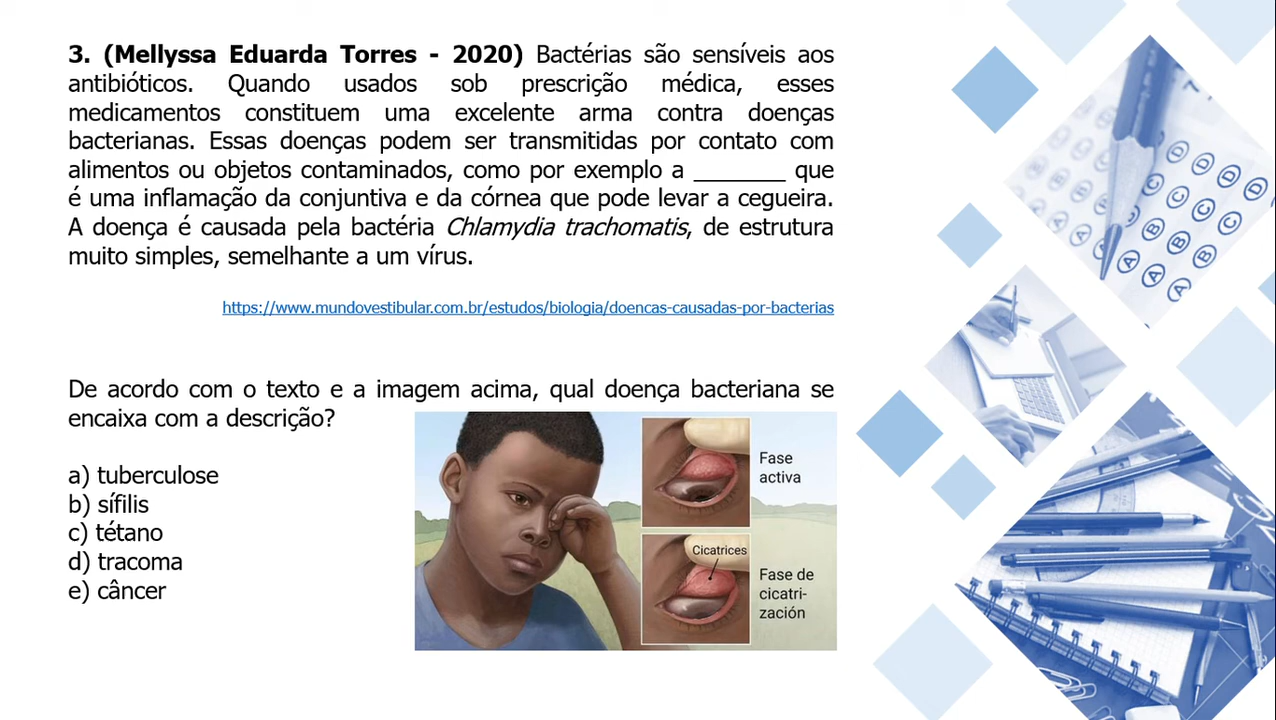 3. (Mellyssa Eduarda Torres - 2020) Bactérias são sensíveis aos
antibióticos. Quando usados sob prescrição médica, esses
medicamentos constituem uma excelente arma contra doenças
bacterianas. Essas doenças podem ser transmitidas por contato com
alimentos ou objetos contaminados, como por exemplo a _______ que
é uma inflamação da conjuntiva e da córnea que pode levar a cegueira.
A doença é causada pela bactéria Chlamydia trachomatis, de estrutura
muito simples, semelhante a um vírus.
https://www.mundovestibular.com.br/estudos/biologia/doencas-causadas-por-bacterias
De acordo com o texto e a imagem acima, qual doença bacteriana se
encaixa com a descrição?
a) tuberculose
b) sífilis
c) tétano
d) tracoma
e) câncer
Fase
activa
Cicatrices
Fase de
cicatri-
zación